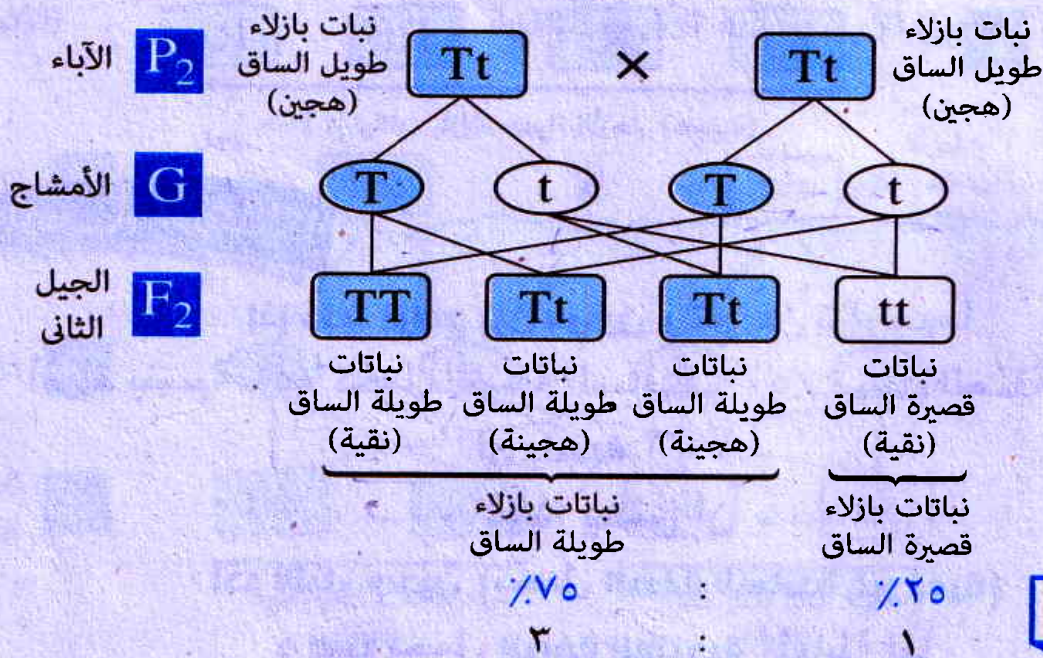 الآباء P2 نبات بازلاء طويل الساق (هجين) Tt × Tt نبات بازلاء طويل الساق (هجين)
الأمشاج G T t T t
الجيل الثانى F2 TT Tt Tt tt
نباتات نباتات نباتات نباتات
طويلة الساق طويلة الساق طويلة الساق قصيرة الساق
(نقية) (هجينة) (هجينة) (نقية)
نباتات بازلاء نباتات بازلاء
طويلة الساق قصيرة الساق
٪٧٥ : ٪٢٥
٣ : ١